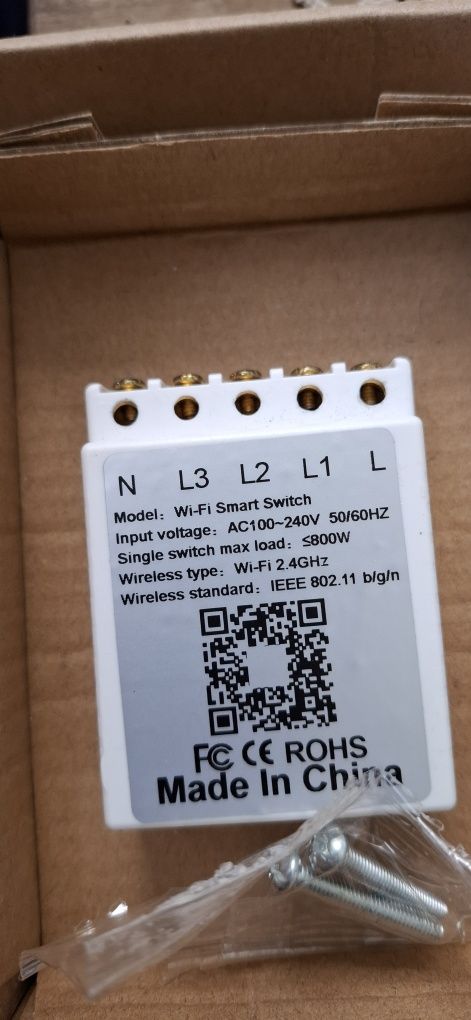 N L3 L2 L1 L
Model: Wi-Fi Smart Switch
Input voltage: AC100~240V 50/60HZ
Single switch max load: ≤800W
Wireless type: Wi-Fi 2.4GHz
Wireless standard: IEEE 802.11 b/g/n
FC CE ROHS
Made In China